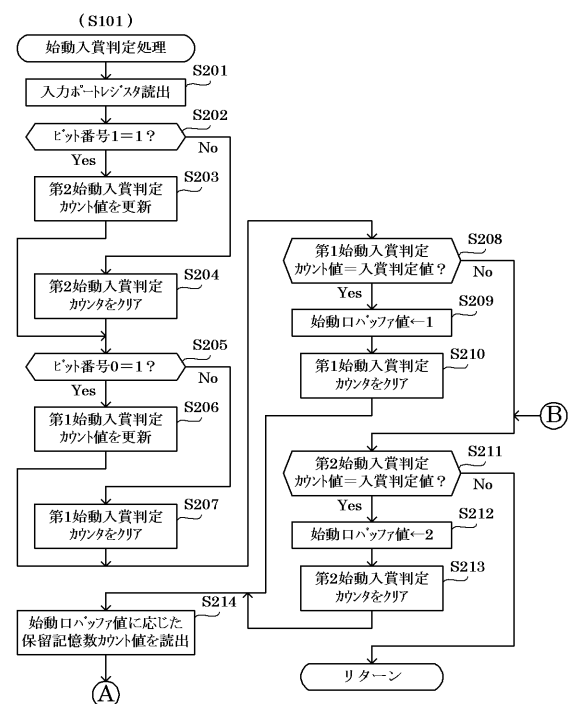 (S101)
始動入賞判定処理
S201
入力ポートレジスタ読出
S202
ビット番号1＝1？
Yes
No
S203
第2始動入賞判定
カウント値を更新
S204
第2始動入賞判定
カウンタをクリア
S205
ビット番号0＝1？
Yes
No
S206
第1始動入賞判定
カウント値を更新
S207
第1始動入賞判定
カウンタをクリア
S208
第1始動入賞判定
カウント値＝入賞判定値？
Yes
No
S209
始動口バッファ値←1
S210
第1始動入賞判定
カウンタをクリア
B
S211
第2始動入賞判定
カウント値＝入賞判定値？
Yes
No
S212
始動口バッファ値←2
S213
第2始動入賞判定
カウンタをクリア
S214
始動口バッファ値に応じた
保留記憶数カウント値を読出
A
リターン